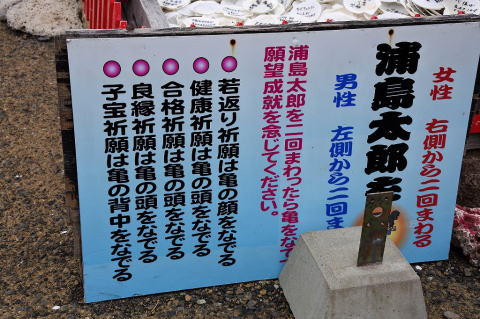 浦島太郎
女性 右側から二回まわる
男性 左側から二回ま
浦島太郎を二回まわったら亀をなで
願望成就を念じてください。
若返り祈願は亀の顔をなでる
健康祈願は亀の頭をなでる
合格祈願は亀の頭をなでる
良縁祈願は亀の頭をなでる
子宝祈願は亀の背中をなでる